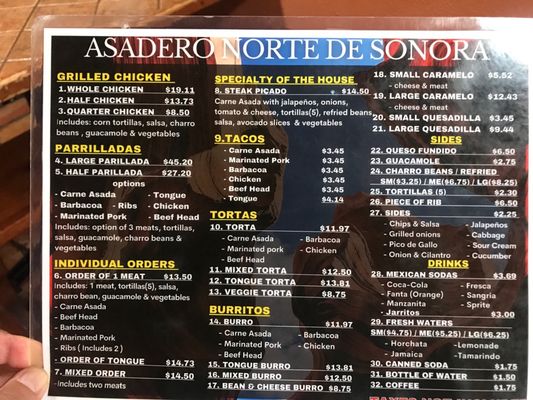 ASADERO NORTE DE SONORA
GRILLED CHICKEN
1.WHOLE CHICKEN $19.11
2.HALF CHICKEN $13.73
3.QUARTER CHICKEN $8.50
Includes: corn tortillas, salsa, charro
beans , guacamole & vegetables
PARRILLADAS
4. LARGE PARILLADA $45.20
5. HALF PARILLADA $27.20
options
- Carne Asada - Tongue
- Barbacoa - Ribs - Chicken
- Marinated Pork - Beef Head
Includes: option of 3 meats, tortillas,
salsa, guacamole, charro beans &
vegetables
INDIVIDUAL ORDERS
6. ORDER OF 1 MEAT $13.50
Includes: 1 meat, tortillas(5), salsa,
charro bean, guacamole & vegetables
- Carne Asada
- Beef Head
- Barbacoa
- Marinated Pork
- Ribs ( Includes 2 )
- ORDER OF TONGUE $14.73
7. MIXED ORDER $14.50
-Includes two meats
SPECIALTY OF THE HOUSE
8. STEAK PICADO $14.50
Carne Asada with jalapeños, onions,
tomato & cheese, tortillas(5), refried beans
salsa, avocado slices & vegetables
9.TACOS
- Carne Asada $3.45
- Marinated Pork $3.45
- Barbacoa $3.45
- Chicken $3.45
- Beef Head $3.45
- Tongue $4.14
TORTAS
10. TORTA $11.97
- Carne Asada - Barbacoa
- Marinated pork - Chicken
- Beef Head
11. MIXED TORTA $12.50
12. TONGUE TORTA $13.81
13. VEGGIE TORTA $8.75
BURRITOS
14. BURRO $11.97
- Carne Asada - Barbacoa
- Marinated Pork - Chicken
- Beef Head
15. TONGUE BURRO $13.81
16. MIXED BURRO $12.50
17. BEAN & CHEESE BURRO $8.75
18. SMALL CARAMELO $5.52
- cheese & meat
19. LARGE CARAMELO $12.43
- cheese & meat
20. SMALL QUESADILLA $3.45
21. LARGE QUESADILLA $9.44
SIDES
22. QUESO FUNDIDO $6.50
23. GUACAMOLE $2.75
24. CHARRO BEANS / REFRIED
SM($3.25) / ME($6.75) / LG($8.25)
25. TORTILLAS (5) $2.30
26. PIECE OF RIB $6.50
27. SIDES $2.25
- Chips & Salsa - Jalapeños
- Grilled onions - Cabbage
- Pico de Gallo - Sour Cream
- Onion & Cilantro - Cucumber
DRINKS
28. MEXICAN SODAS $3.69
- Coca-Cola - Fresca
- Fanta (Orange) - Sangria
- Manzanita - Sprite
- Jarritos $3.00
29. FRESH WATERS
SM($4.75) / ME($5.25) / LG($6.25)
- Horchata -Lemonade
- Jamaica - Tamarindo
30. CANNED SODA $1.75
31. BOTTLE OF WATER $1.50
32. COFFEE $1.75